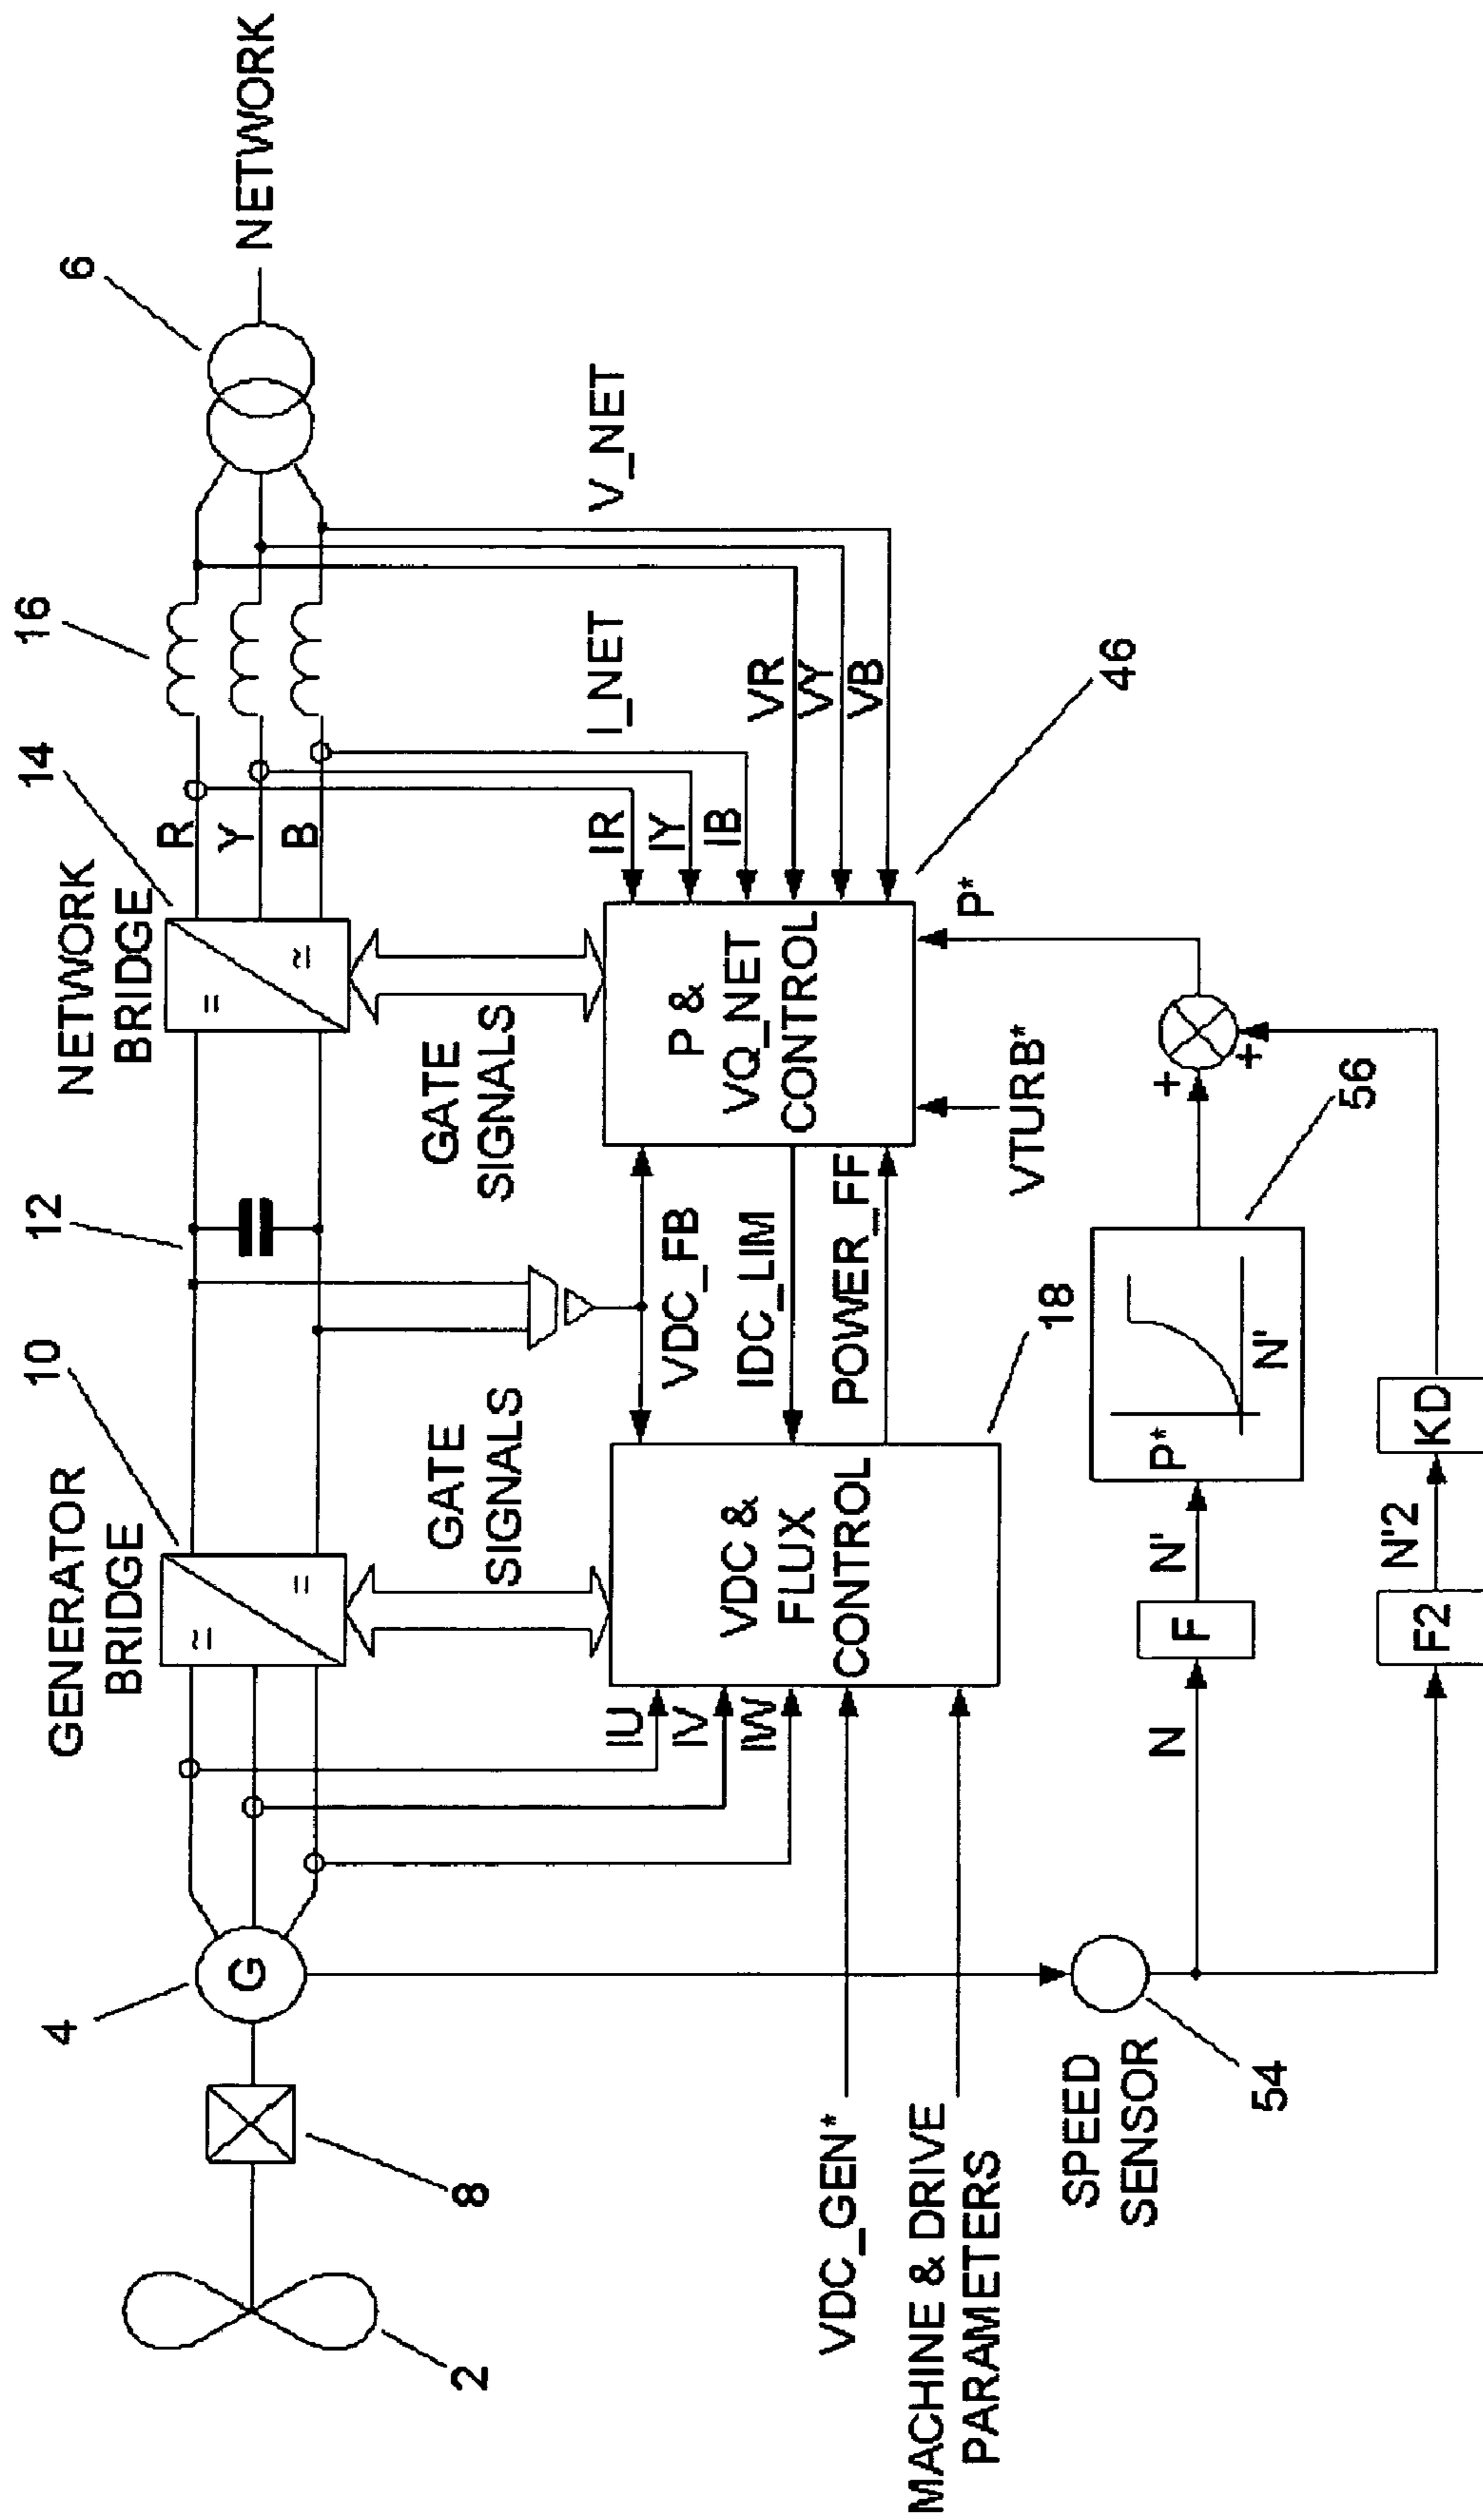 GENERATOR
BRIDGE
10
12
NETWORK
BRIDGE
14
16
6
NETWORK
4
G
8
2
≃
=
=
≃
R
Y
B
GATE
SIGNALS
GATE
SIGNALS
I_NET
V_NET
IU
IV
IW
VDC &
FLUX
CONTROL
VDC_FB
IDC_LIM
POWER_FF
P &
VQ_NET
CONTROL
IR
IY
IB
VR
VY
VB
46
VDC_GEN*
MACHINE & DRIVE
PARAMETERS
18
VTURB*
P*
SPEED
SENSOR
54
N
F
N'
P*
N'
56
+
+
F2
N'2
KD